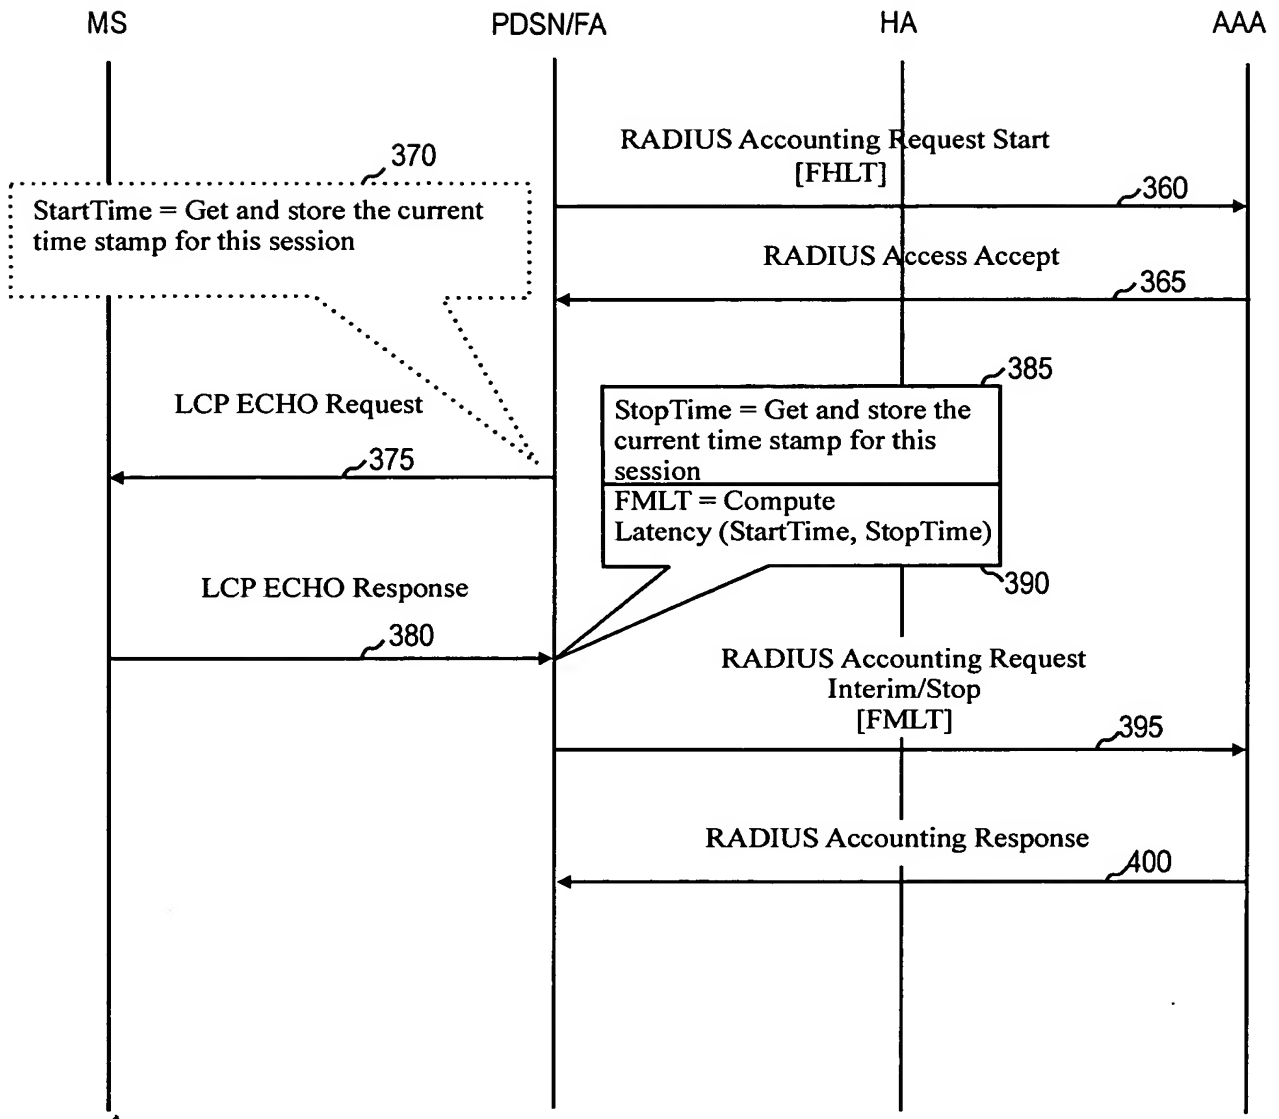 MS
PDSN/FA
HA
AAA
RADIUS Accounting Request Start
[FHLT]
360
370
StartTime = Get and store the current
time stamp for this session
RADIUS Access Accept
365
385
LCP ECHO Request
375
StopTime = Get and store the
current time stamp for this
session
FMLT = Compute
Latency (StartTime, StopTime)
390
LCP ECHO Response
380
RADIUS Accounting Request
Interim/Stop
[FMLT]
395
RADIUS Accounting Response
400